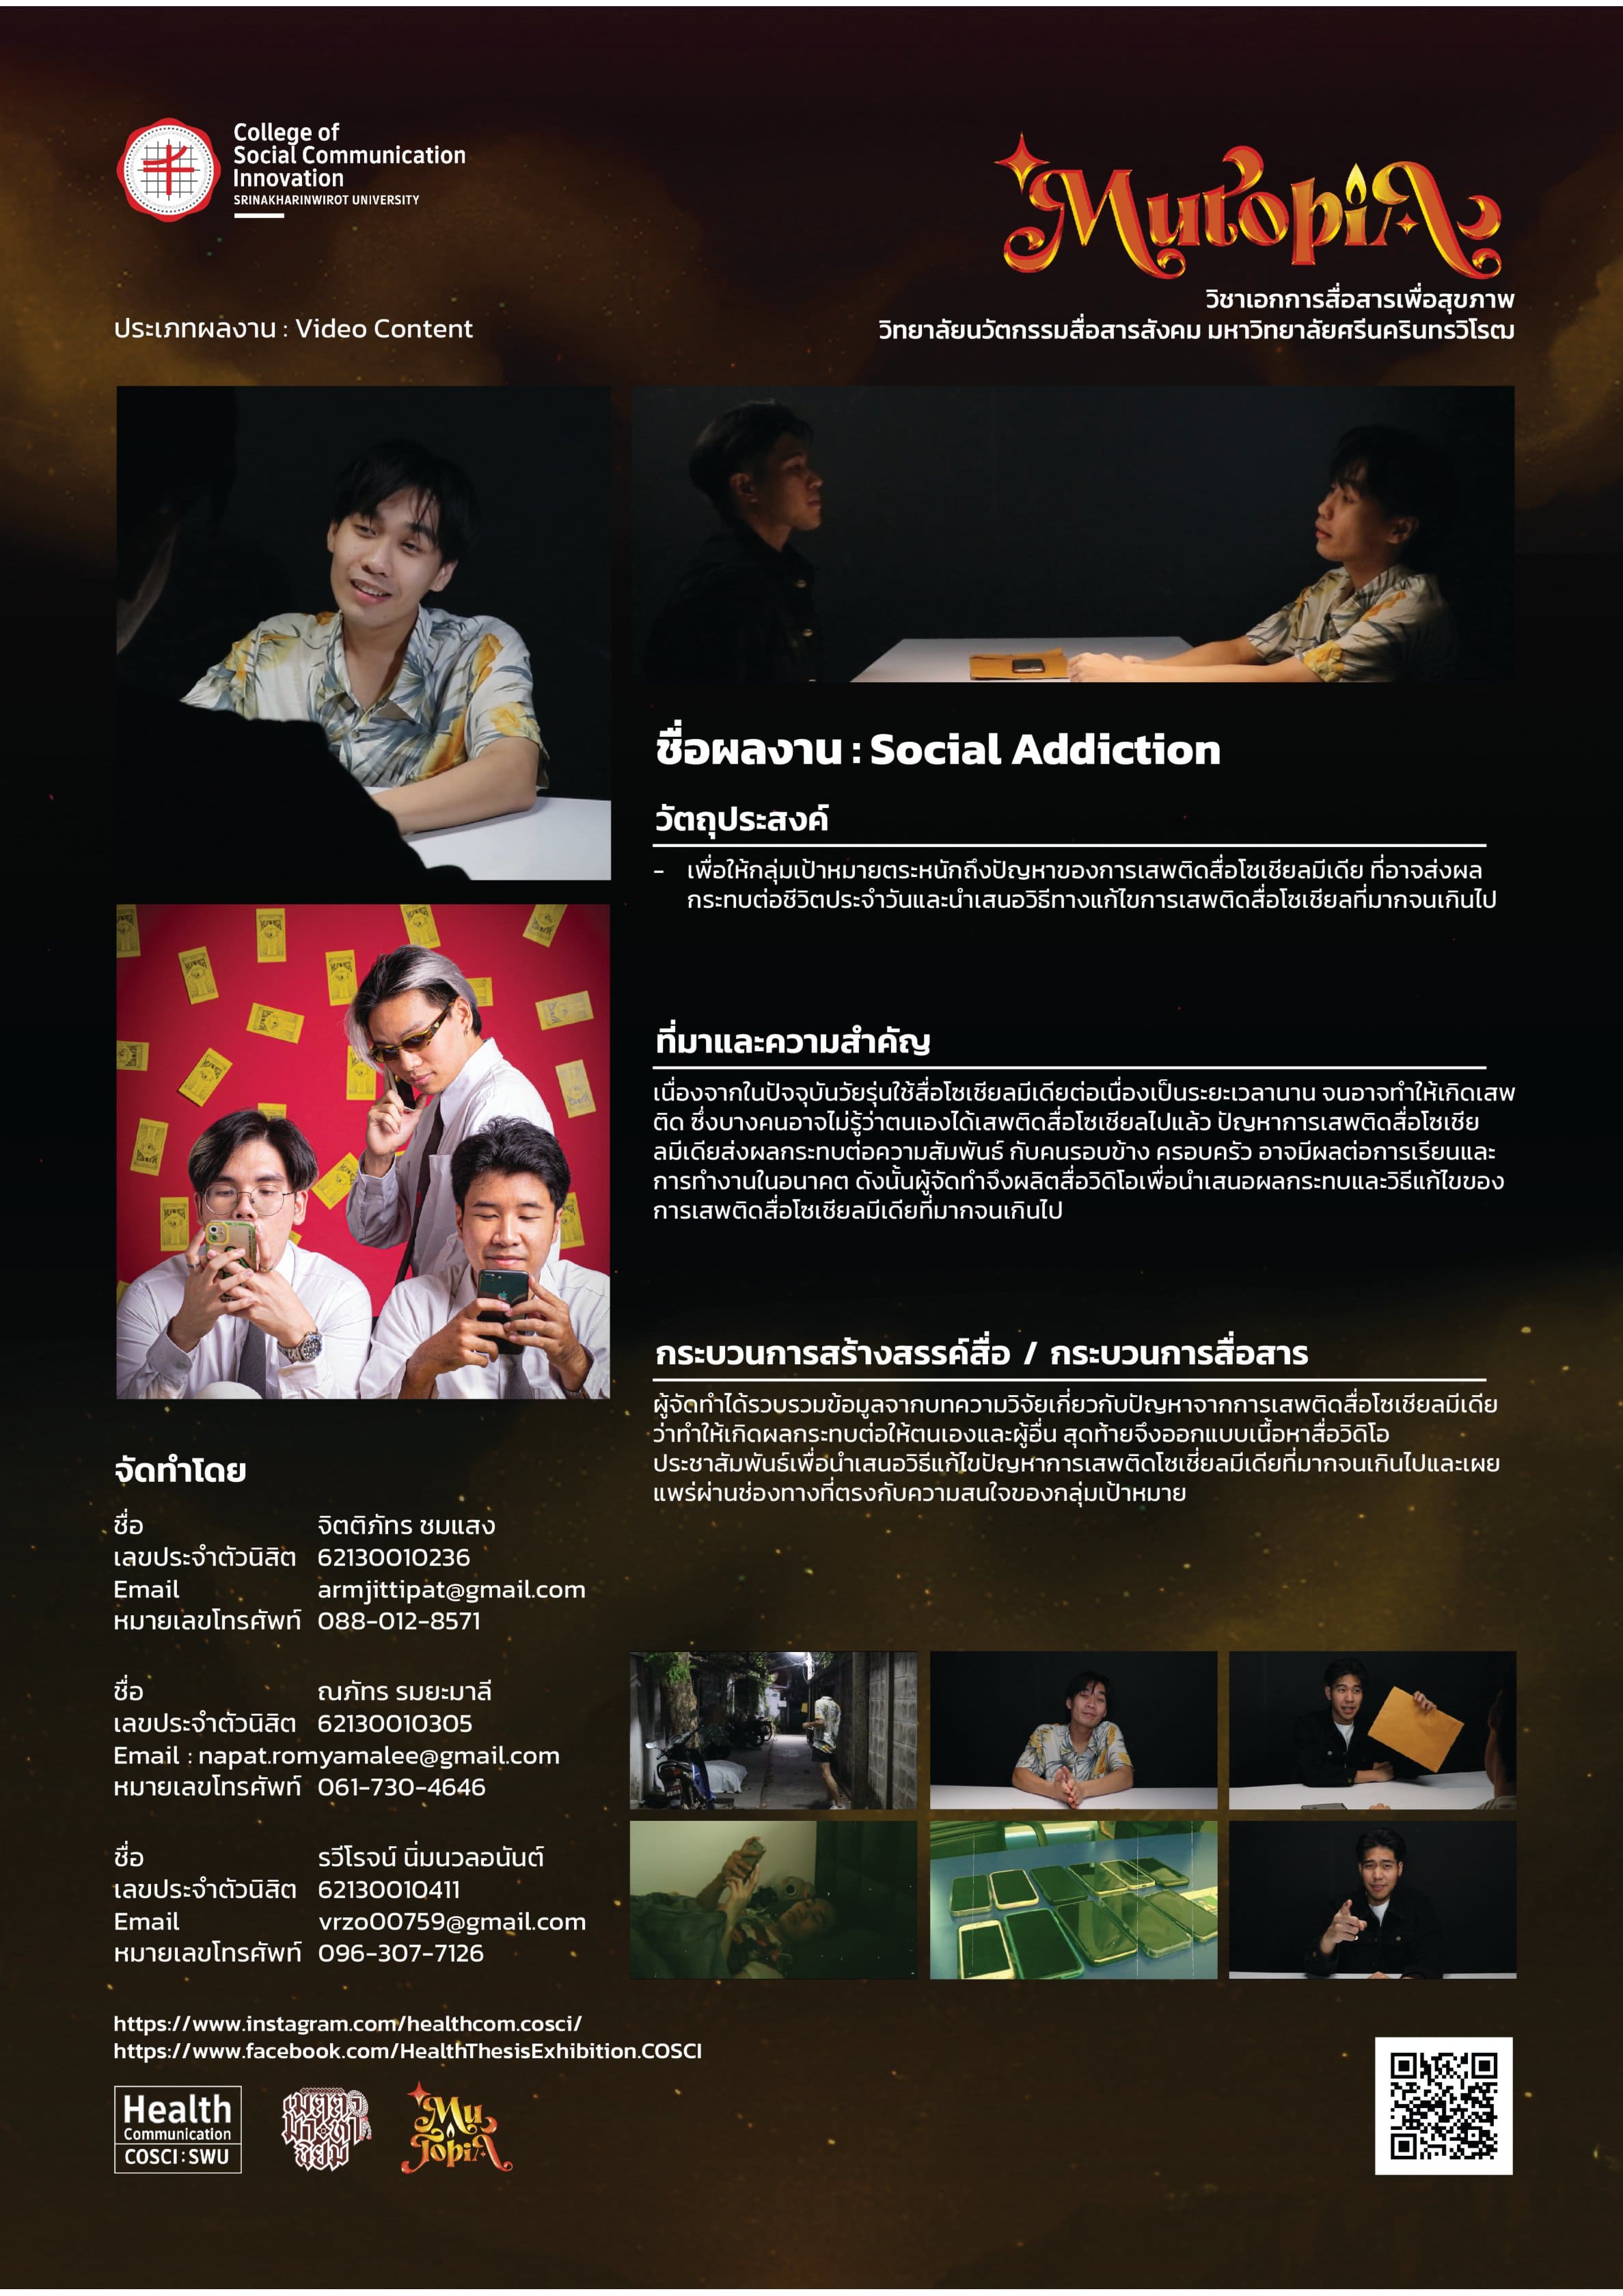 College of
Social Communication
Innovation
SRINAKHARINWIROT UNIVERSITY
Mutopia
วิชาเอกการสื่อสารเพื่อสุขภาพ
วิทยาลัยนวัตกรรมสื่อสารสังคม มหาวิทยาลัยศรีนครินทรวิโรฒ
ประเภทผลงาน : Video Content
ชื่อผลงาน : Social Addiction
วัตถุประสงค์
- เพื่อให้กลุ่มเป้าหมายตระหนักถึงปัญหาของการเสพติดสื่อโซเชียลมีเดีย ที่อาจส่งผล
กระทบต่อชีวิตประจำวันและนำเสนอวิธีทางแก้ไขการเสพติดสื่อโซเชียลที่มากจนเกินไป
ที่มาและความสำคัญ
เนื่องจากในปัจจุบันวัยรุ่นใช้สื่อโซเชียลมีเดียต่อเนื่องเป็นระยะเวลานาน จนอาจทำให้เกิดเสพ
ติด ซึ่งบางคนอาจไม่รู้ว่าตนเองได้เสพติดสื่อโซเชียลไปแล้ว ปัญหาการเสพติดสื่อโซเชีย
ลมีเดียส่งผลกระทบต่อความสัมพันธ์ กับคนรอบข้าง ครอบครัว อาจมีผลต่อการเรียนและ
การทำงานในอนาคต ดังนั้นผู้จัดทำจึงผลิตสื่อวิดิโอเพื่อนำเสนอผลกระทบและวิธีแก้ไขของ
การเสพติดสื่อโซเชียลมีเดียที่มากจนเกินไป
กระบวนการสร้างสรรค์สื่อ / กระบวนการสื่อสาร
ผู้จัดทำได้รวบรวมข้อมูลจากบทความวิจัยเกี่ยวกับปัญหาจากการเสพติดสื่อโซเชียลมีเดีย
ว่าทำให้เกิดผลกระทบต่อให้ตนเองและผู้อื่น สุดท้ายจึงออกแบบเนื้อหาสื่อวิดิโอ
ประชาสัมพันธ์เพื่อนำเสนอวิธีแก้ไขปัญหาการเสพติดโซเชี่ยลมีเดียที่มากจนเกินไปและเผย
แพร่ผ่านช่องทางที่ตรงกับความสนใจของกลุ่มเป้าหมาย
จัดทำโดย
ชื่อ จิตติภัทร ชมแสง
เลขประจำตัวนิสิต 62130010236
Email armjittipat@gmail.com
หมายเลขโทรศัพท์ 088-012-8571
ชื่อ ณภัทร รมยะมาลี
เลขประจำตัวนิสิต 62130010305
Email : napat.romyamalee@gmail.com
หมายเลขโทรศัพท์ 061-730-4646
ชื่อ รวีโรจน์ นิ่มนวลอนันต์
เลขประจำตัวนิสิต 62130010411
Email vrzo00759@gmail.com
หมายเลขโทรศัพท์ 096-307-7126
https://www.instagram.com/healthcom.cosci/
https://www.facebook.com/HealthThesisExhibition.COSCI
Health
Communication
COSCI : SWU
เมตตา
มหา
นิยม
Mu
Topia